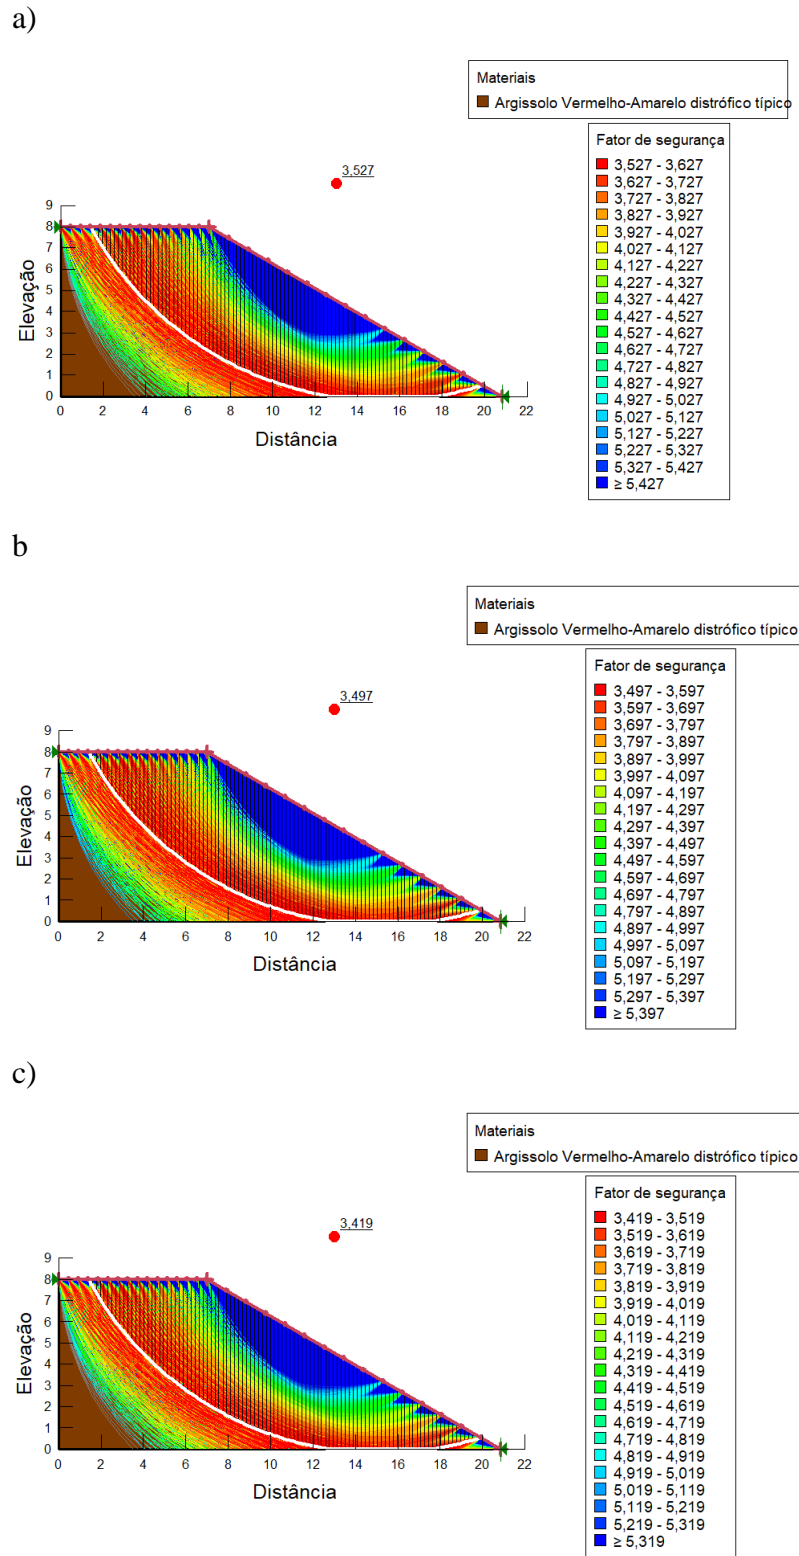 a)
Materiais
Argissolo Vermelho-Amarelo distrófico típico
Fator de segurança
3,527 - 3,627
3,627 - 3,727
3,727 - 3,827
3,827 - 3,927
3,927 - 4,027
4,027 - 4,127
4,127 - 4,227
4,227 - 4,327
4,327 - 4,427
4,427 - 4,527
4,527 - 4,627
4,627 - 4,727
4,727 - 4,827
4,827 - 4,927
4,927 - 5,027
5,027 - 5,127
5,127 - 5,227
5,227 - 5,327
5,327 - 5,427
≥ 5,427
3,527
9
8
7
6
5
4
3
2
1
0
Elevação
0 2 4 6 8 10 12 14 16 18 20 22
Distância
b
Materiais
Argissolo Vermelho-Amarelo distrófico típico
Fator de segurança
3,497 - 3,597
3,597 - 3,697
3,697 - 3,797
3,797 - 3,897
3,897 - 3,997
3,997 - 4,097
4,097 - 4,197
4,197 - 4,297
4,297 - 4,397
4,397 - 4,497
4,497 - 4,597
4,597 - 4,697
4,697 - 4,797
4,797 - 4,897
4,897 - 4,997
4,997 - 5,097
5,097 - 5,197
5,197 - 5,297
5,297 - 5,397
≥ 5,397
3,497
9
8
7
6
5
4
3
2
1
0
Elevação
0 2 4 6 8 10 12 14 16 18 20 22
Distância
c)
Materiais
Argissolo Vermelho-Amarelo distrófico típico
Fator de segurança
3,419 - 3,519
3,519 - 3,619
3,619 - 3,719
3,719 - 3,819
3,819 - 3,919
3,919 - 4,019
4,019 - 4,119
4,119 - 4,219
4,219 - 4,319
4,319 - 4,419
4,419 - 4,519
4,519 - 4,619
4,619 - 4,719
4,719 - 4,819
4,819 - 4,919
4,919 - 5,019
5,019 - 5,119
5,119 - 5,219
5,219 - 5,319
≥ 5,319
3,419
9
8
7
6
5
4
3
2
1
0
Elevação
0 2 4 6 8 10 12 14 16 18 20 22
Distância